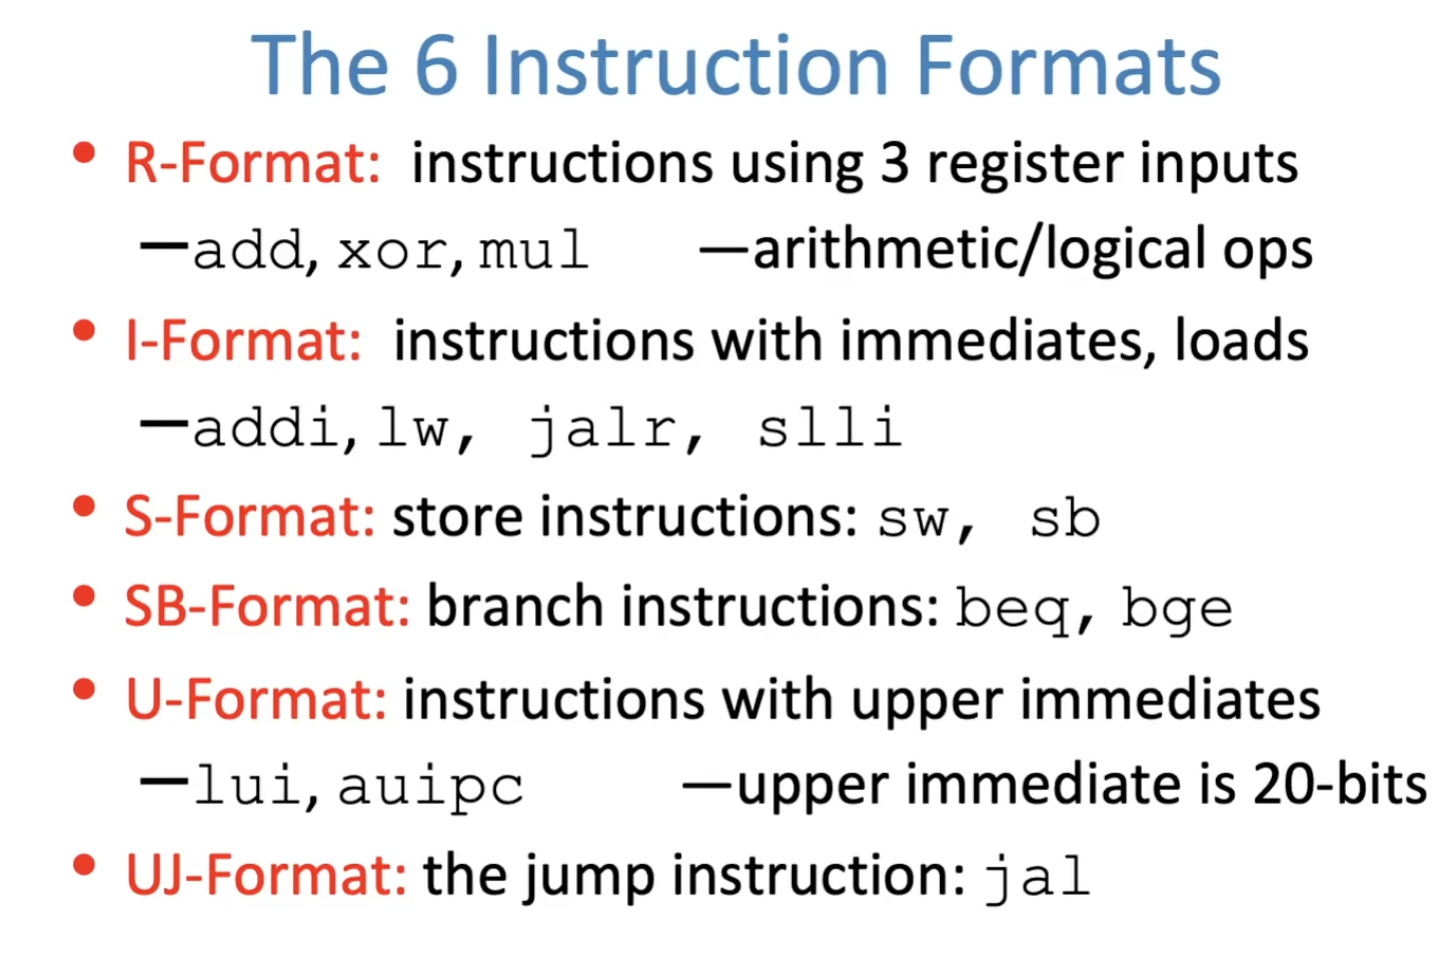 The 6 Instruction Formats
• R-Format: instructions using 3 register inputs
—add, xor, mul —arithmetic/logical ops
• I-Format: instructions with immediates, loads
—addi, lw, jalr, slli
• S-Format: store instructions: sw, sb
• SB-Format: branch instructions: beq, bge
• U-Format: instructions with upper immediates
—lui, auipc —upper immediate is 20-bits
• UJ-Format: the jump instruction: jal